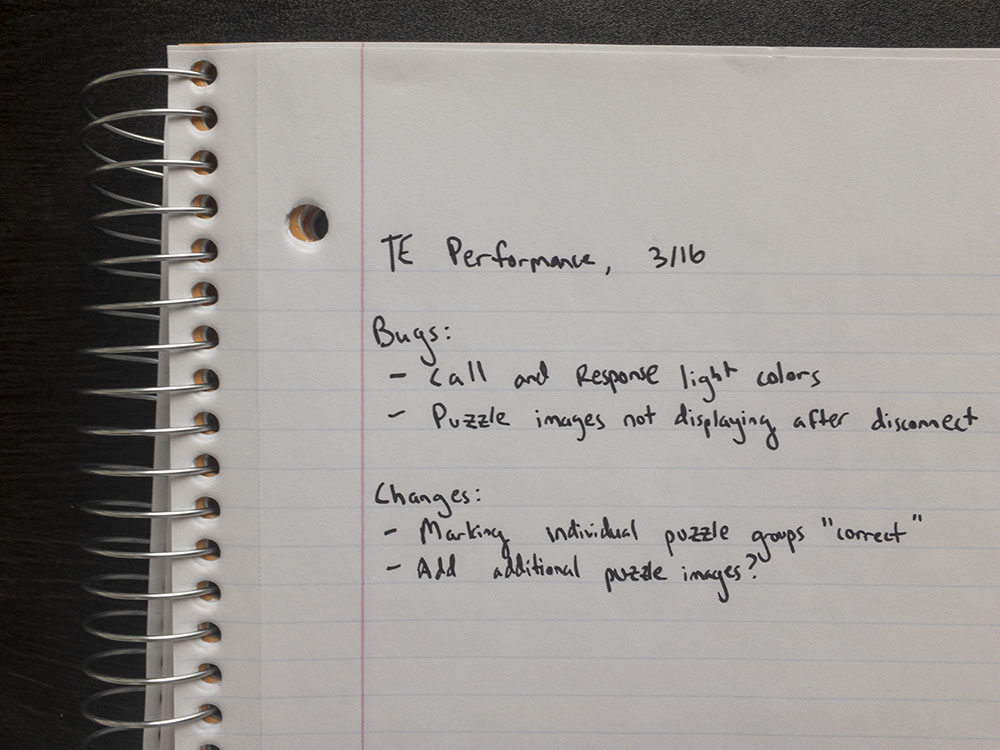 TE Performance, 3/16
Bugs:
- Call and Response light colors
- Puzzle images not displaying after disconnect
Changes:
- Marking individual puzzle groups "correct"
- Add additional puzzle images?